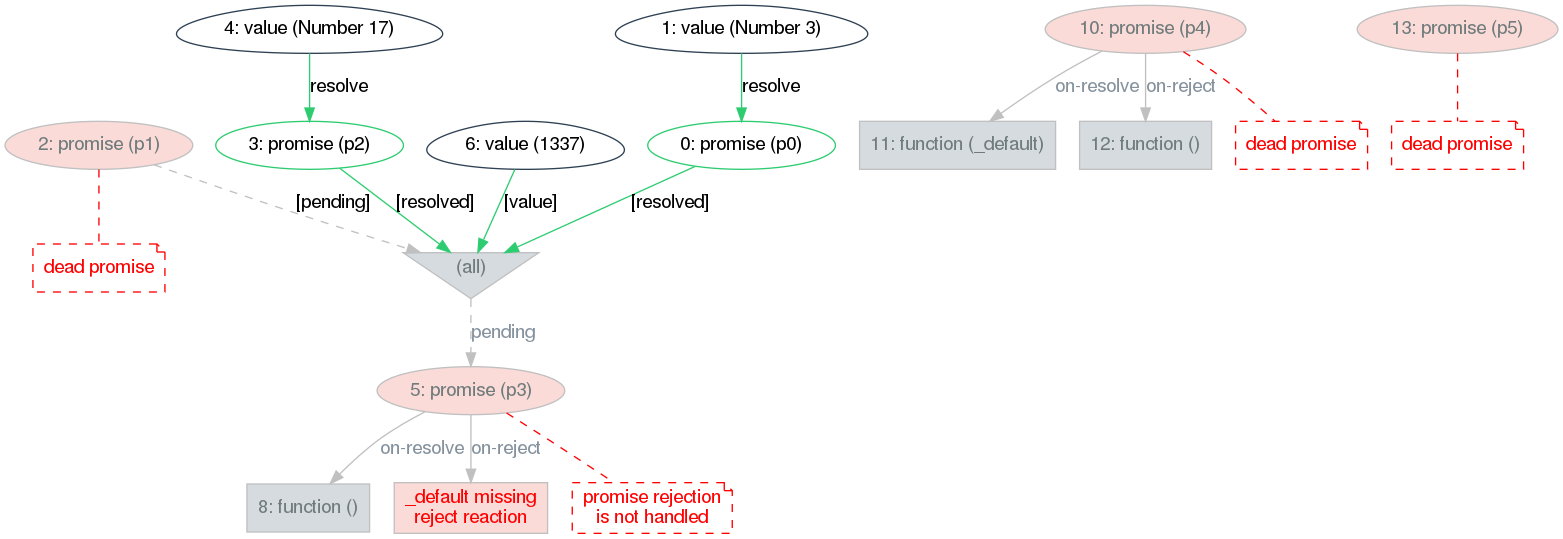 4: value (Number 17)
1: value (Number 3)
10: promise (p4)
13: promise (p5)
resolve
resolve
on-resolve
on-reject
2: promise (p1)
3: promise (p2)
6: value (1337)
0: promise (p0)
11: function (_default)
12: function ()
dead promise
dead promise
[pending]
[resolved]
[value]
[resolved]
dead promise
(all)
pending
5: promise (p3)
on-resolve
on-reject
8: function ()
_default missing
reject reaction
promise rejection
is not handled